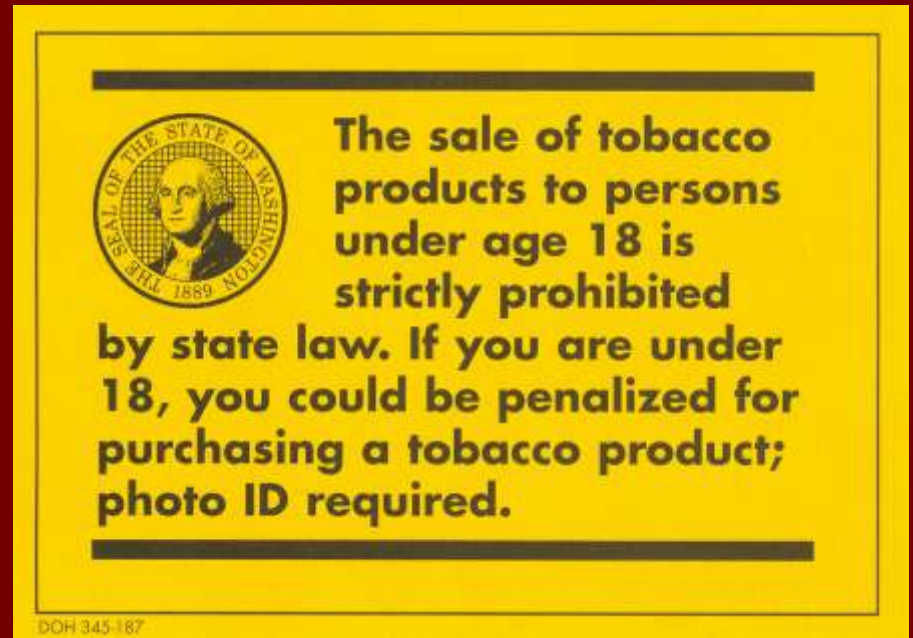 THE SEAL OF THE STATE OF WASHINGTON
1889
The sale of tobacco
products to persons
under age 18 is
strictly prohibited
by state law. If you are under
18, you could be penalized for
purchasing a tobacco product;
photo ID required.
DOH 345-187